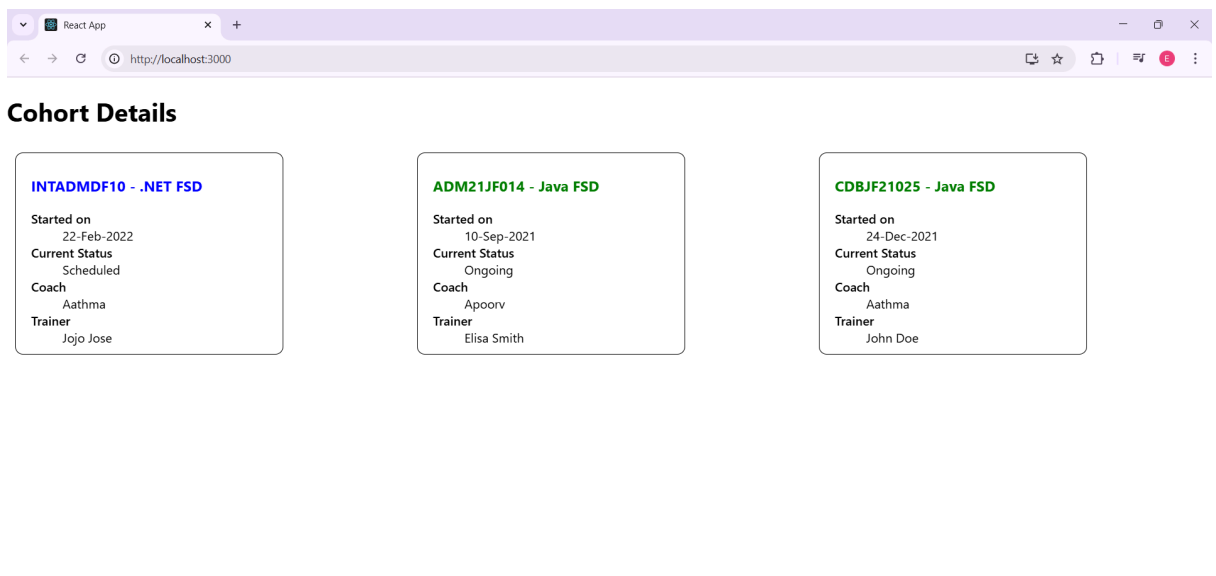 React App
http://localhost:3000
E
Cohort Details
INTADMDF10 - .NET FSD
Started on
22-Feb-2022
Current Status
Scheduled
Coach
Aathma
Trainer
Jojo Jose
ADM21JF014 - Java FSD
Started on
10-Sep-2021
Current Status
Ongoing
Coach
Apoorv
Trainer
Elisa Smith
CDBJF21025 - Java FSD
Started on
24-Dec-2021
Current Status
Ongoing
Coach
Aathma
Trainer
John Doe